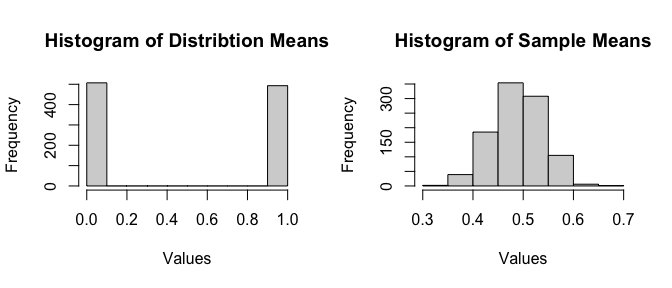 Histogram of Distribtion Means
Frequency
0 200 400
0.0 0.2 0.4 0.6 0.8 1.0
Values
Histogram of Sample Means
Frequency
0 150 300
0.3 0.4 0.5 0.6 0.7
Values